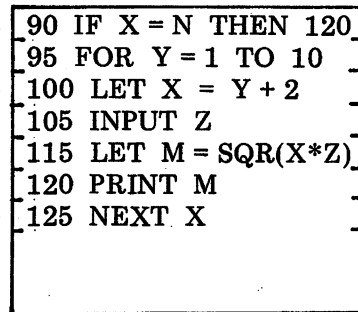 90 IF X = N THEN 120
95 FOR Y = 1 TO 10
100 LET X = Y + 2
105 INPUT Z
115 LET M = SQR(X*Z)
120 PRINT M
125 NEXT X